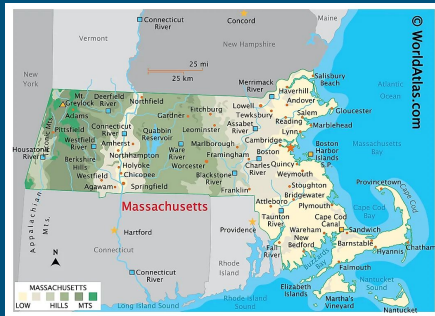 © WorldAtlas.com
Connecticut River
Concord
Maine
Vermont
New Hampshire
25 mi
25 km
New York
Salisbury Beach
Merrimack River
Haverhill
Andover
Atlantic Ocean
Mt Greylock
Deerfield River
Northfield
Fitchburg
Lowell
Tewksbury
Gloucester
Adams
Gardner
Reading
Taconic Mts.
Leominster
Assabet River
Lynn
Marblehead
Pittsfield
Connecticut River
Quabbin Reservoir
Cambridge
Massachusetts Bay
Westfield River
Amherst
Ware River
Marlborough
Boston
Boston Harbor Islands S.P.
Housatonic River
Northampton
Framingham
Charles River
Quincy
Berkshire Hills
Holyoke
Worcester
Weymouth
Westfield
Chicopee
Blackstone River
Stoughton
Provincetown
Agawam
Springfield
Franklin
Bridgewater
Cape Cod
Massachusetts
Attleboro
Plymouth
Cape Cod Bay
Appalachian Mts.
Taunton River
Cape Cod Canal
Hartford
Providence
Wareham
Sandwich
Connecticut
Fall River
New Bedford
Barnstable
Chatham
Rhode Island
Buzzards Bay
Hyannis
Connecticut River
Falmouth
Elizabeth Islands
Nantucket Sound
MASSACHUSETTS
LOW HILLS MTS
Long Island Sound
Rhode Island Sound
Martha's Vineyard
Nantucket